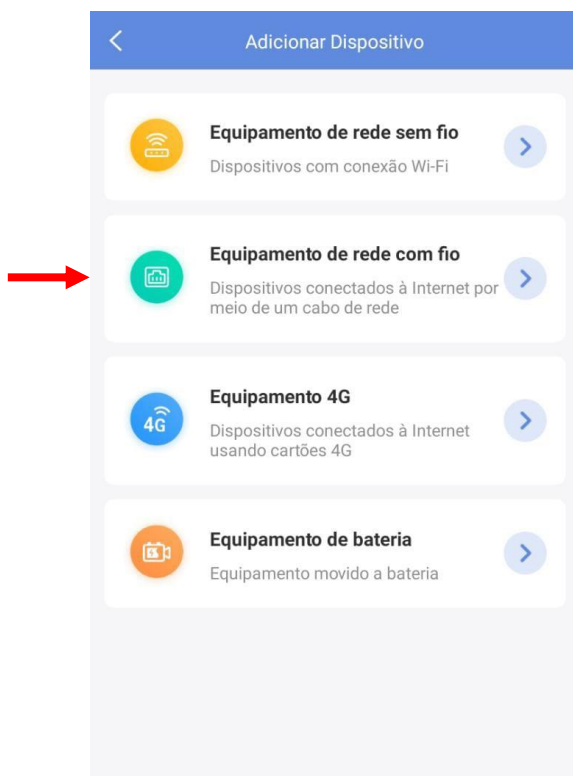 Adicionar Dispositivo
Equipamento de rede sem fio
Dispositivos com conexão Wi-Fi
Equipamento de rede com fio
Dispositivos conectados à Internet por
meio de um cabo de rede
4G
Equipamento 4G
Dispositivos conectados à Internet
usando cartões 4G
Equipamento de bateria
Equipamento movido a bateria